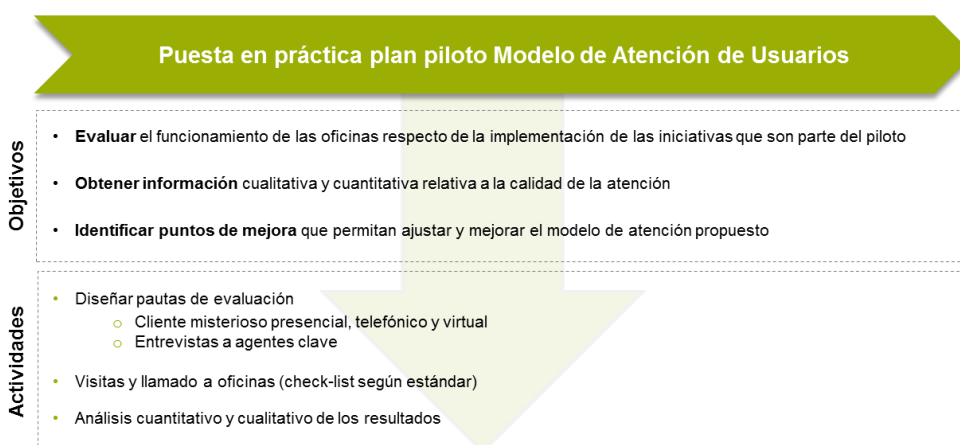 Puesta en práctica plan piloto Modelo de Atención de Usuarios
Objetivos
• Evaluar el funcionamiento de las oficinas respecto de la implementación de las iniciativas que son parte del piloto
• Obtener información cualitativa y cuantitativa relativa a la calidad de la atención
• Identificar puntos de mejora que permitan ajustar y mejorar el modelo de atención propuesto
Actividades
• Diseñar pautas de evaluación
o Cliente misterioso presencial, telefónico y virtual
o Entrevistas a agentes clave
• Visitas y llamado a oficinas (check-list según estándar)
• Análisis cuantitativo y cualitativo de los resultados